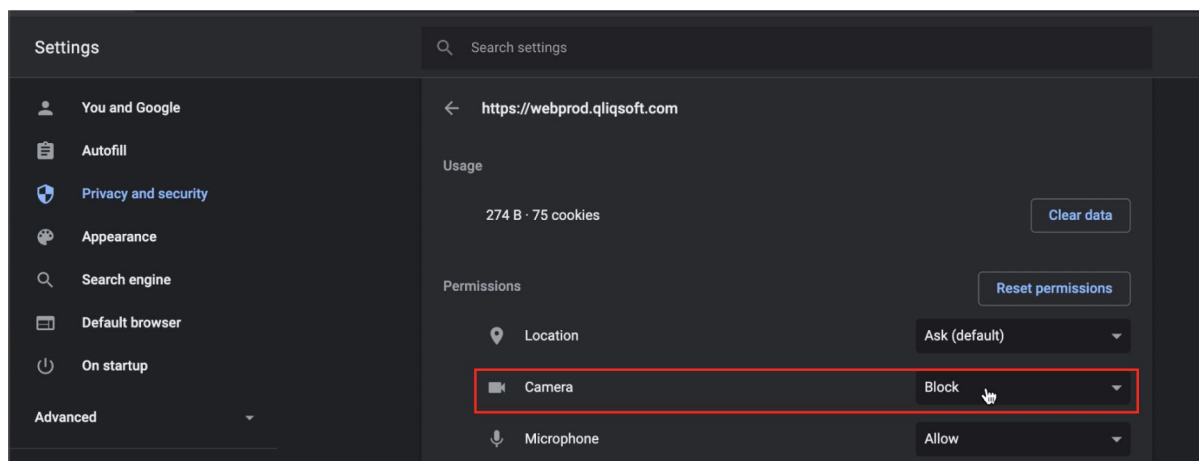 Settings
Search settings
You and Google
Autofill
Privacy and security
Appearance
Search engine
Default browser
On startup
Advanced
https://webprod.qliqsoft.com
Usage
274 B · 75 cookies
Clear data
Permissions
Reset permissions
Location
Ask (default)
Camera
Block
Microphone
Allow